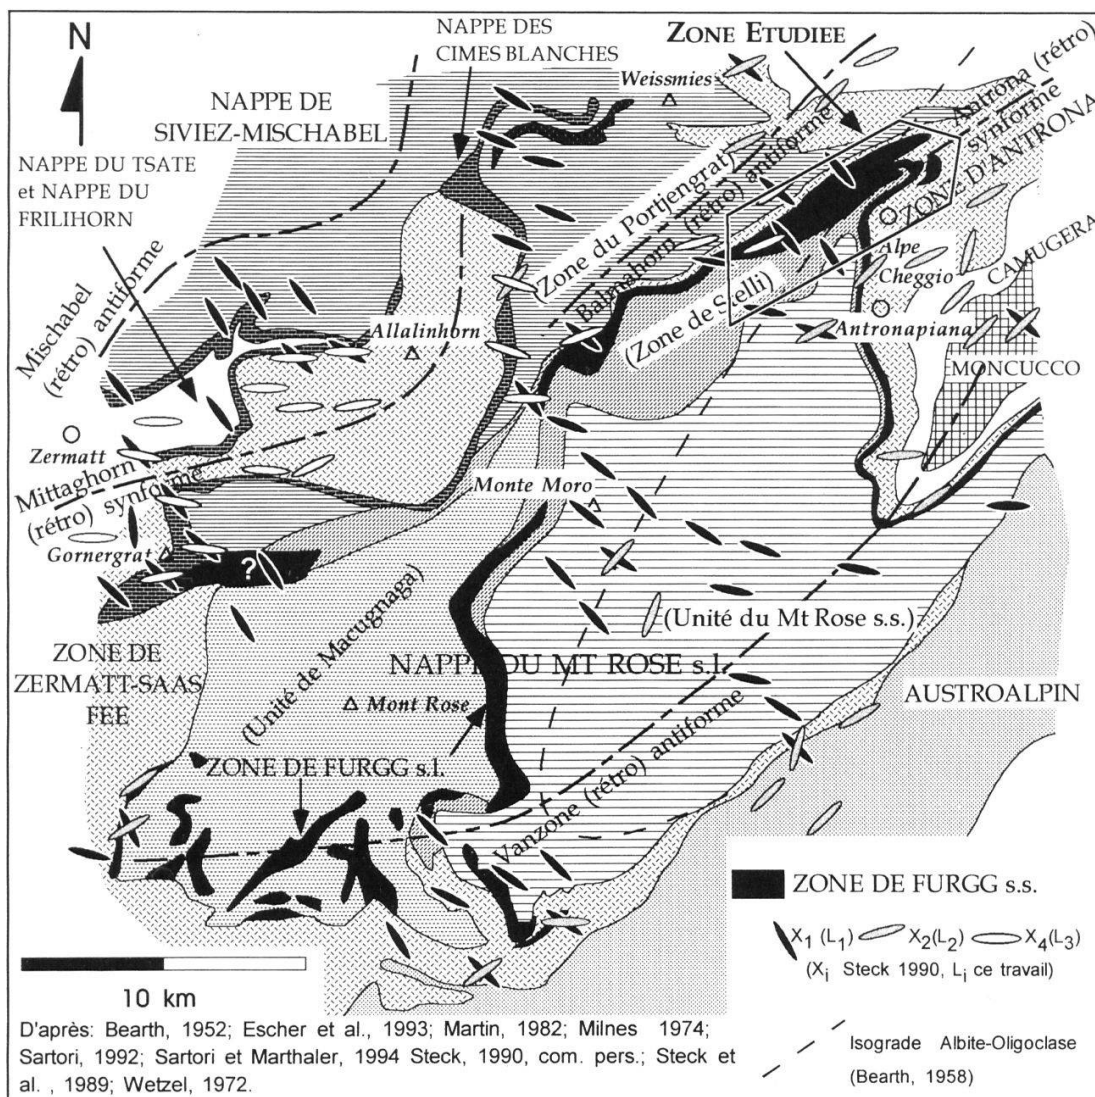 N
NAPPE DES
CIMES BLANCHES
ZONE ETUDIEE
Weissmies
NAPPE DE
SIVIEZ-MISCHABEL
NAPPE DU TSATE
et NAPPE DU
FRILIHORN
Antrona (rétro)
synforme
ZONE D'ANTRONA
(Zone du Portjengrat)
Balmahorn (rétro) antiforme
(Zone de Stelli)
Alpe
Cheggio
CAMUGERA
Antronapiana
MONCUCCO
Mischabel
(rétro) antiforme
Allalinhorn
Zermatt
Mittaghorn
(rétro) synforme
Gornergrat
?
Monte Moro
(Unité du Mt Rose s.s.)
NAPPE DU MT ROSE s.l.
(Unité de Macugnaga)
Mont Rose
ZONE DE
ZERMATT-SAAS
FEE
AUSTROALPIN
ZONE DE FURGG s.l.
Vanzone (rétro) antiforme
ZONE DE FURGG s.s.
X1 (L1) X2(L2) X4(L3)
(Xi Steck 1990, Li ce travail)
10 km
Isograde Albite-Oligoclase
(Bearth, 1958)
D'après: Bearth, 1952; Escher et al., 1993; Martin, 1982; Milnes 1974;
Sartori, 1992; Sartori et Marthaler, 1994 Steck, 1990, com. pers.; Steck et
al. , 1989; Wetzel, 1972.